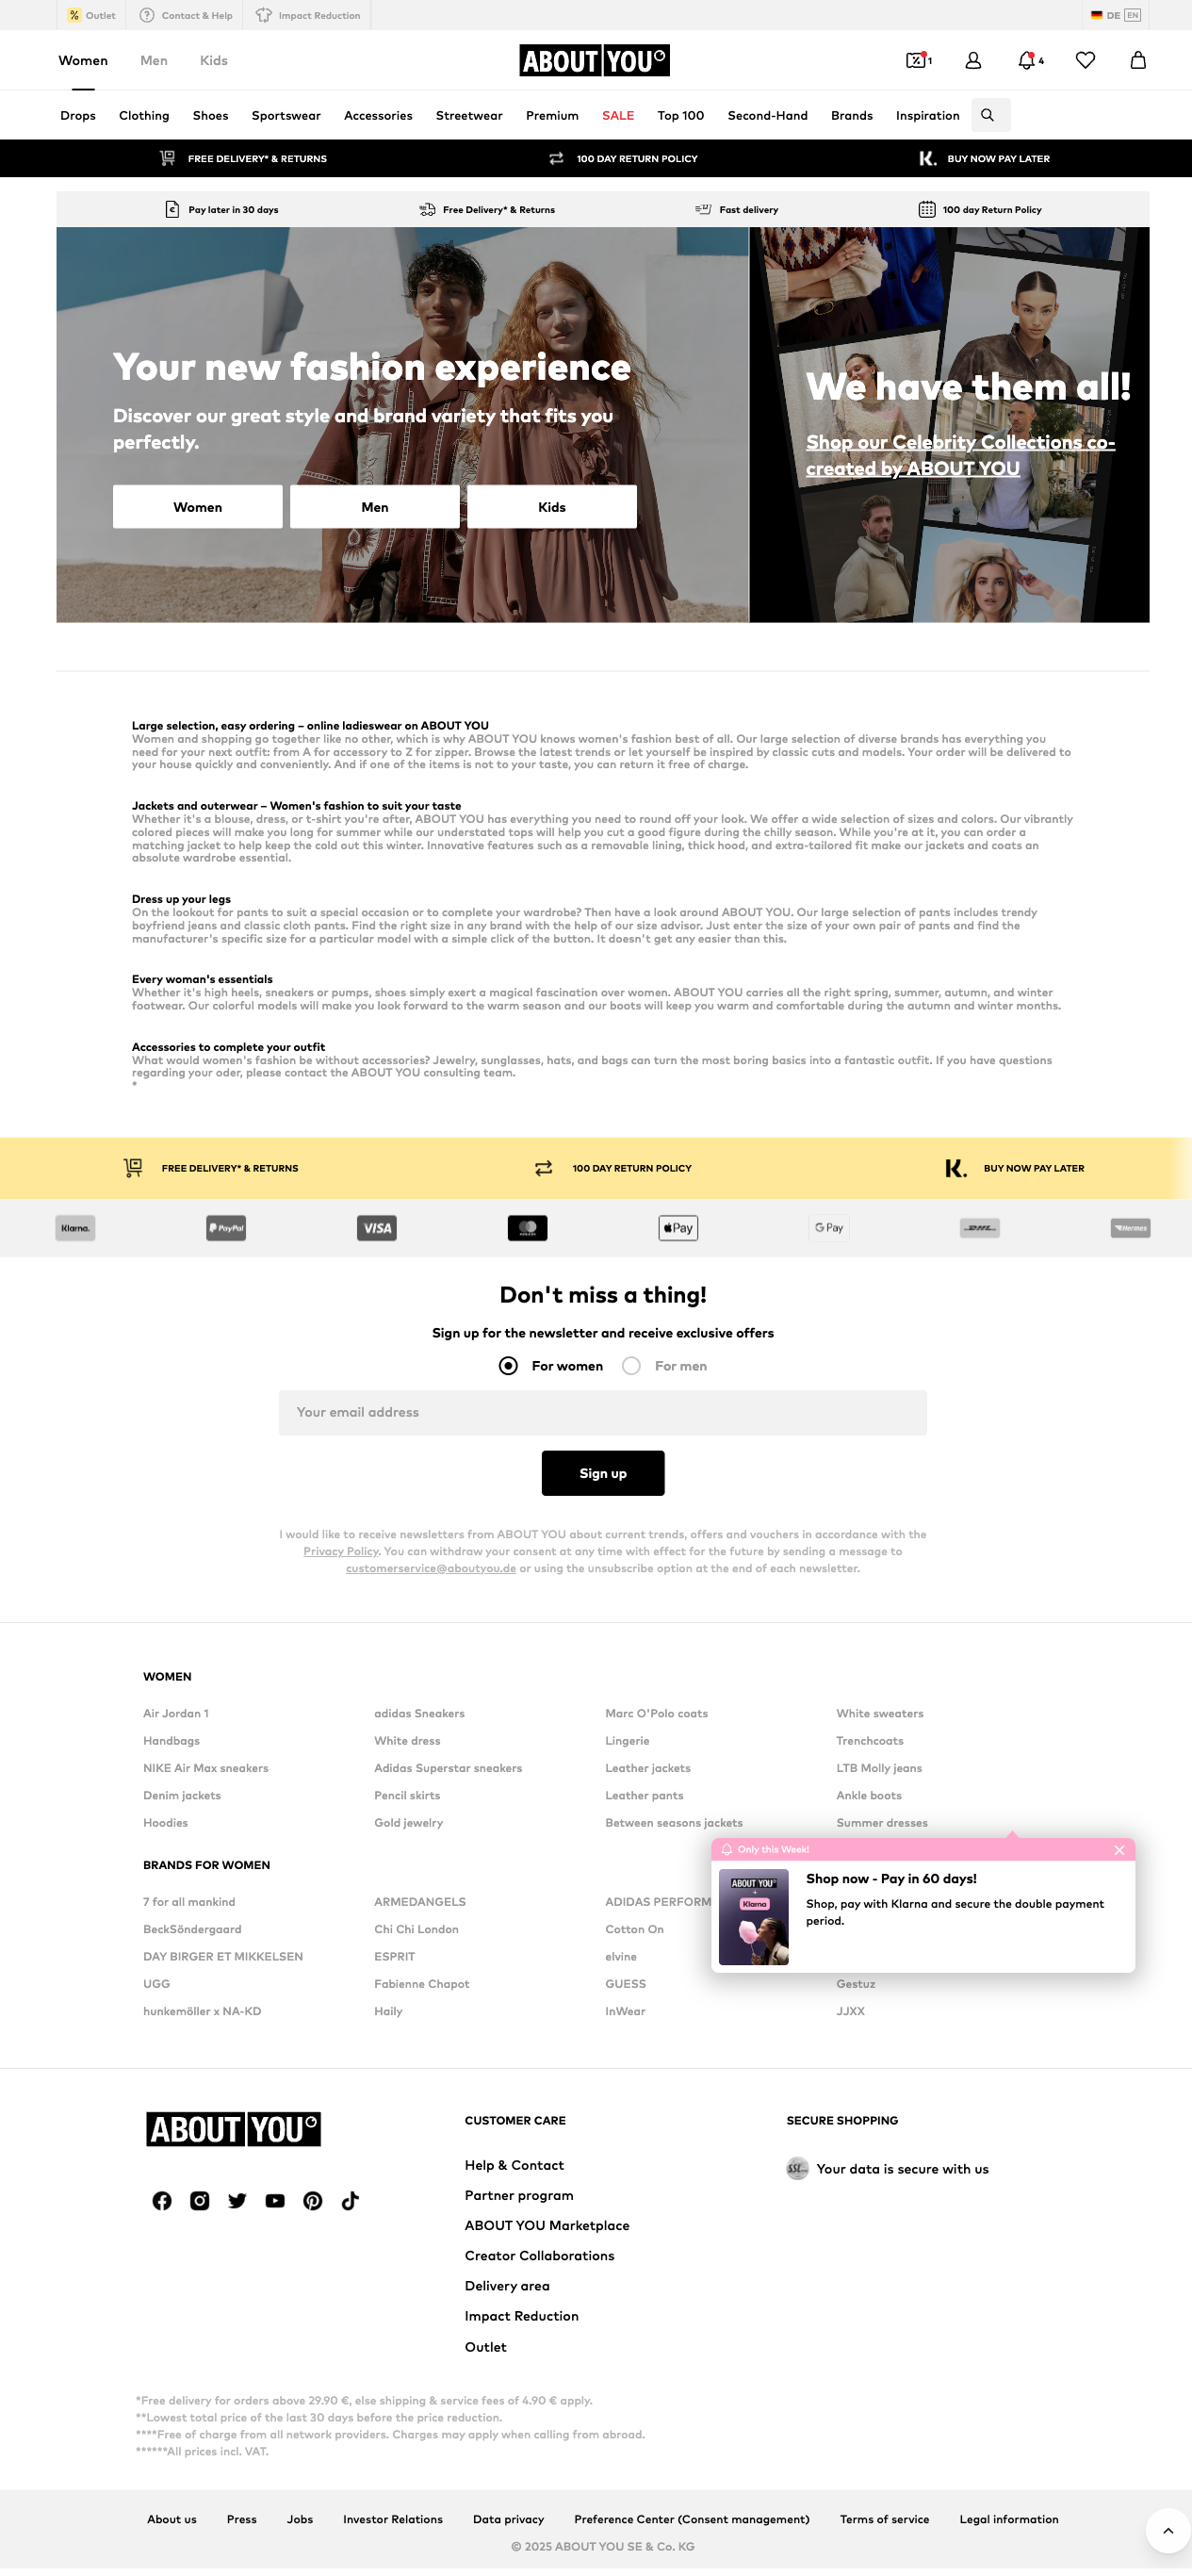 % Outlet
Contact & Help
Impact Reduction
DE EN
Women
Men
Kids
ABOUT YOU
1
4
Drops
Clothing
Shoes
Sportswear
Accessories
Streetwear
Premium
SALE
Top 100
Second-Hand
Brands
Inspiration
FREE DELIVERY* & RETURNS
100 DAY RETURN POLICY
K. BUY NOW PAY LATER
Pay later in 30 days
Free Delivery* & Returns
Fast delivery
100 day Return Policy
Your new fashion experience
Discover our great style and brand variety that fits you
perfectly.
Women
Men
Kids
We have them all!
Shop our Celebrity Collections co-
created by ABOUT YOU
Large selection, easy ordering – online ladieswear on ABOUT YOU
Women and shopping go together like no other, which is why ABOUT YOU knows women's fashion best of all. Our large selection of diverse brands has everything you
need for your next outfit: from A for accessory to Z for zipper. Browse the latest trends or let yourself be inspired by classic cuts and models. Your order will be delivered to
your house quickly and conveniently. And if one of the items is not to your taste, you can return it free of charge.
Jackets and outerwear – Women's fashion to suit your taste
Whether it's a blouse, dress, or t-shirt you're after, ABOUT YOU has everything you need to round off your look. We offer a wide selection of sizes and colors. Our vibrantly
colored pieces will make you long for summer while our understated tops will help you cut a good figure during the chilly season. While you're at it, you can order a
matching jacket to help keep the cold out this winter. Innovative features such as a removable lining, thick hood, and extra-tailored fit make our jackets and coats an
absolute wardrobe essential.
Dress up your legs
On the lookout for pants to suit a special occasion or to complete your wardrobe? Then have a look around ABOUT YOU. Our large selection of pants includes trendy
boyfriend jeans and classic cloth pants. Find the right size in any brand with the help of our size advisor. Just enter the size of your own pair of pants and find the
manufacturer's specific size for a particular model with a simple click of the button. It doesn't get any easier than this.
Every woman's essentials
Whether it's high heels, sneakers or pumps, shoes simply exert a magical fascination over women. ABOUT YOU carries all the right spring, summer, autumn, and winter
footwear. Our colorful models will make you look forward to the warm season and our boots will keep you warm and comfortable during the autumn and winter months.
Accessories to complete your outfit
What would women's fashion be without accessories? Jewelry, sunglasses, hats, and bags can turn the most boring basics into a fantastic outfit. If you have questions
regarding your oder, please contact the ABOUT YOU consulting team.
*
FREE DELIVERY* & RETURNS
100 DAY RETURN POLICY
K. BUY NOW PAY LATER
Klarna.
PayPal
VISA
Pay
G Pay
DHL
Hermes
Don't miss a thing!
Sign up for the newsletter and receive exclusive offers
For women
For men
Your email address
Sign up
I would like to receive newsletters from ABOUT YOU about current trends, offers and vouchers in accordance with the
Privacy Policy. You can withdraw your consent at any time with effect for the future by sending a message to
customerservice@aboutyou.de or using the unsubscribe option at the end of each newsletter.
WOMEN
Air Jordan 1
adidas Sneakers
Marc O'Polo coats
White sweaters
Handbags
White dress
Lingerie
Trenchcoats
NIKE Air Max sneakers
Adidas Superstar sneakers
Leather jackets
LTB Molly jeans
Denim jackets
Pencil skirts
Leather pants
Ankle boots
Hoodies
Gold jewelry
Between seasons jackets
Summer dresses
Only this Week!
ABOUT YOU
+
Klarna
Shop now - Pay in 60 days!
Shop, pay with Klarna and secure the double payment
period.
BRANDS FOR WOMEN
7 for all mankind
ARMEDANGELS
ADIDAS PERFORM
BeckSöndergaard
Chi Chi London
Cotton On
DAY BIRGER ET MIKKELSEN
ESPRIT
elvine
UGG
Fabienne Chapot
GUESS
Gestuz
hunkemöller x NA-KD
Haily
InWear
JJXX
ABOUT YOU
CUSTOMER CARE
Help & Contact
Partner program
ABOUT YOU Marketplace
Creator Collaborations
Delivery area
Impact Reduction
Outlet
SECURE SHOPPING
SSL
Your data is secure with us
*Free delivery for orders above 29.90 €, else shipping & service fees of 4.90 € apply.
**Lowest total price of the last 30 days before the price reduction.
****Free of charge from all network providers. Charges may apply when calling from abroad.
******All prices incl. VAT.
About us
Press
Jobs
Investor Relations
Data privacy
Preference Center (Consent management)
Terms of service
Legal information
© 2025 ABOUT YOU SE & Co. KG